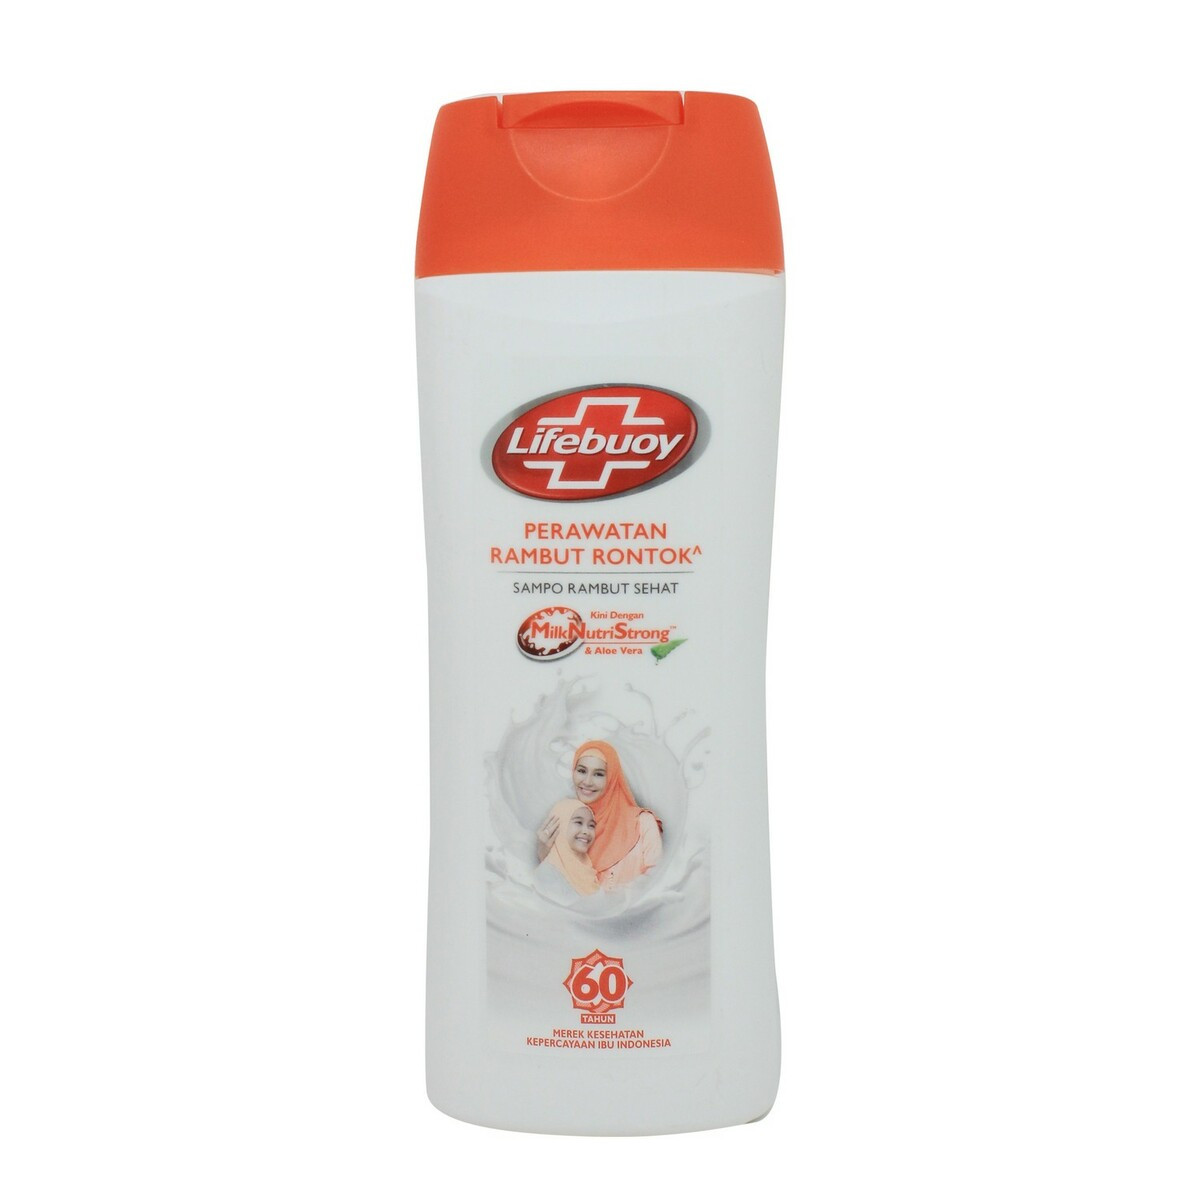 Lifebuoy
PERAWATAN
RAMBUT RONTOK^
SAMPO RAMBUT SEHAT
Kini Dengan
MilkNutriStrong™
& Aloe Vera
60
TAHUN
MEREK KESEHATAN
KEPERCAYAAN IBU INDONESIA